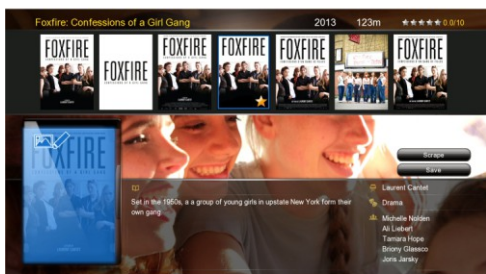 Foxfire: Confessions of a Girl Gang 2013 123m 0.0/10
FOXFIRE
FOXFIRE
FOXFIRE
FOXFIRE
FOXFIRE
FOXFIRE
FOXFIRE
Scrape
Save
Set in the 1950s, a a group of young girls in upstate New York form their
own gang
Laurent Cantet
Drama
Michelle Nolden
Ali Liebert
Tamara Hope
Briony Glassco
Joris Jarsky